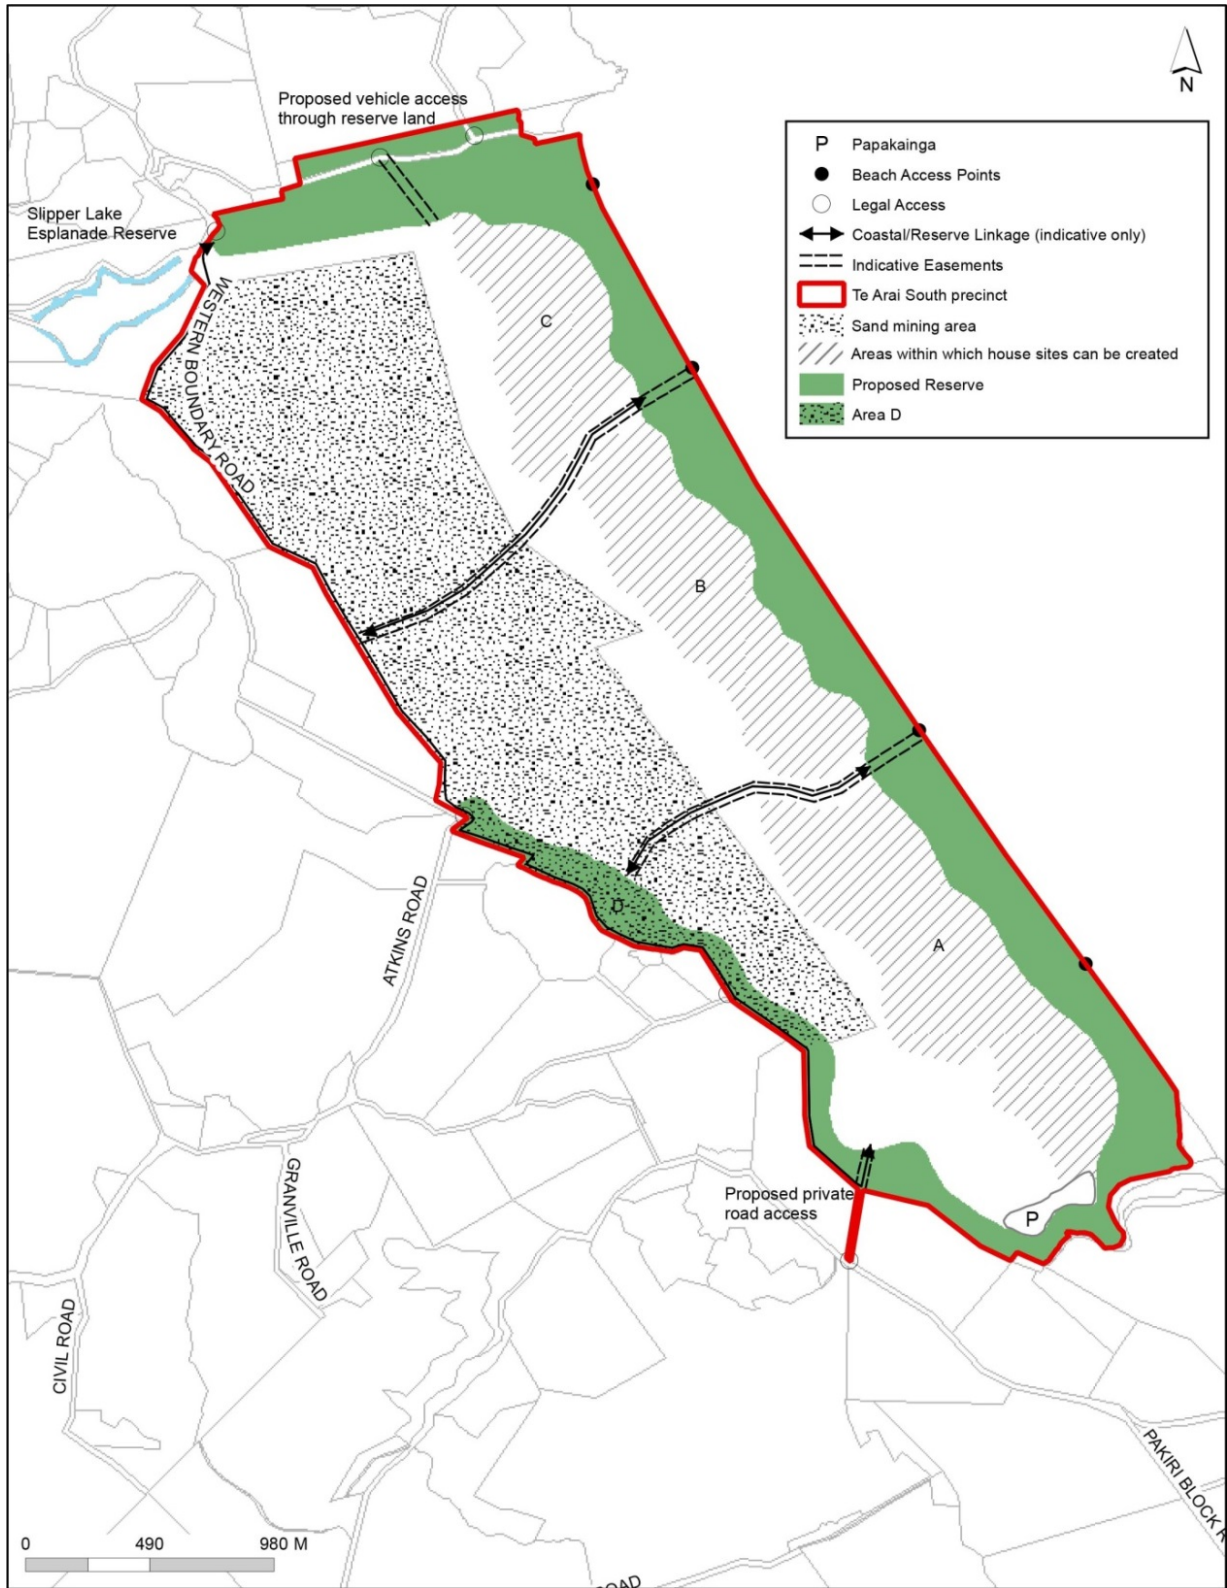 Proposed vehicle access
through reserve land
N
P Papakainga
Beach Access Points
Legal Access
Coastal/Reserve Linkage (indicative only)
Indicative Easements
Te Arai South precinct
Sand mining area
Areas within which house sites can be created
Proposed Reserve
Area D
Slipper Lake
Esplanade Reserve
WESTERN BOUNDARY ROAD
C
B
A
D
ATKINS ROAD
GRANVILLE ROAD
CIVIL ROAD
Proposed private
road access
P
PAKIRI BLOCK R
0 490 980 M
OAD